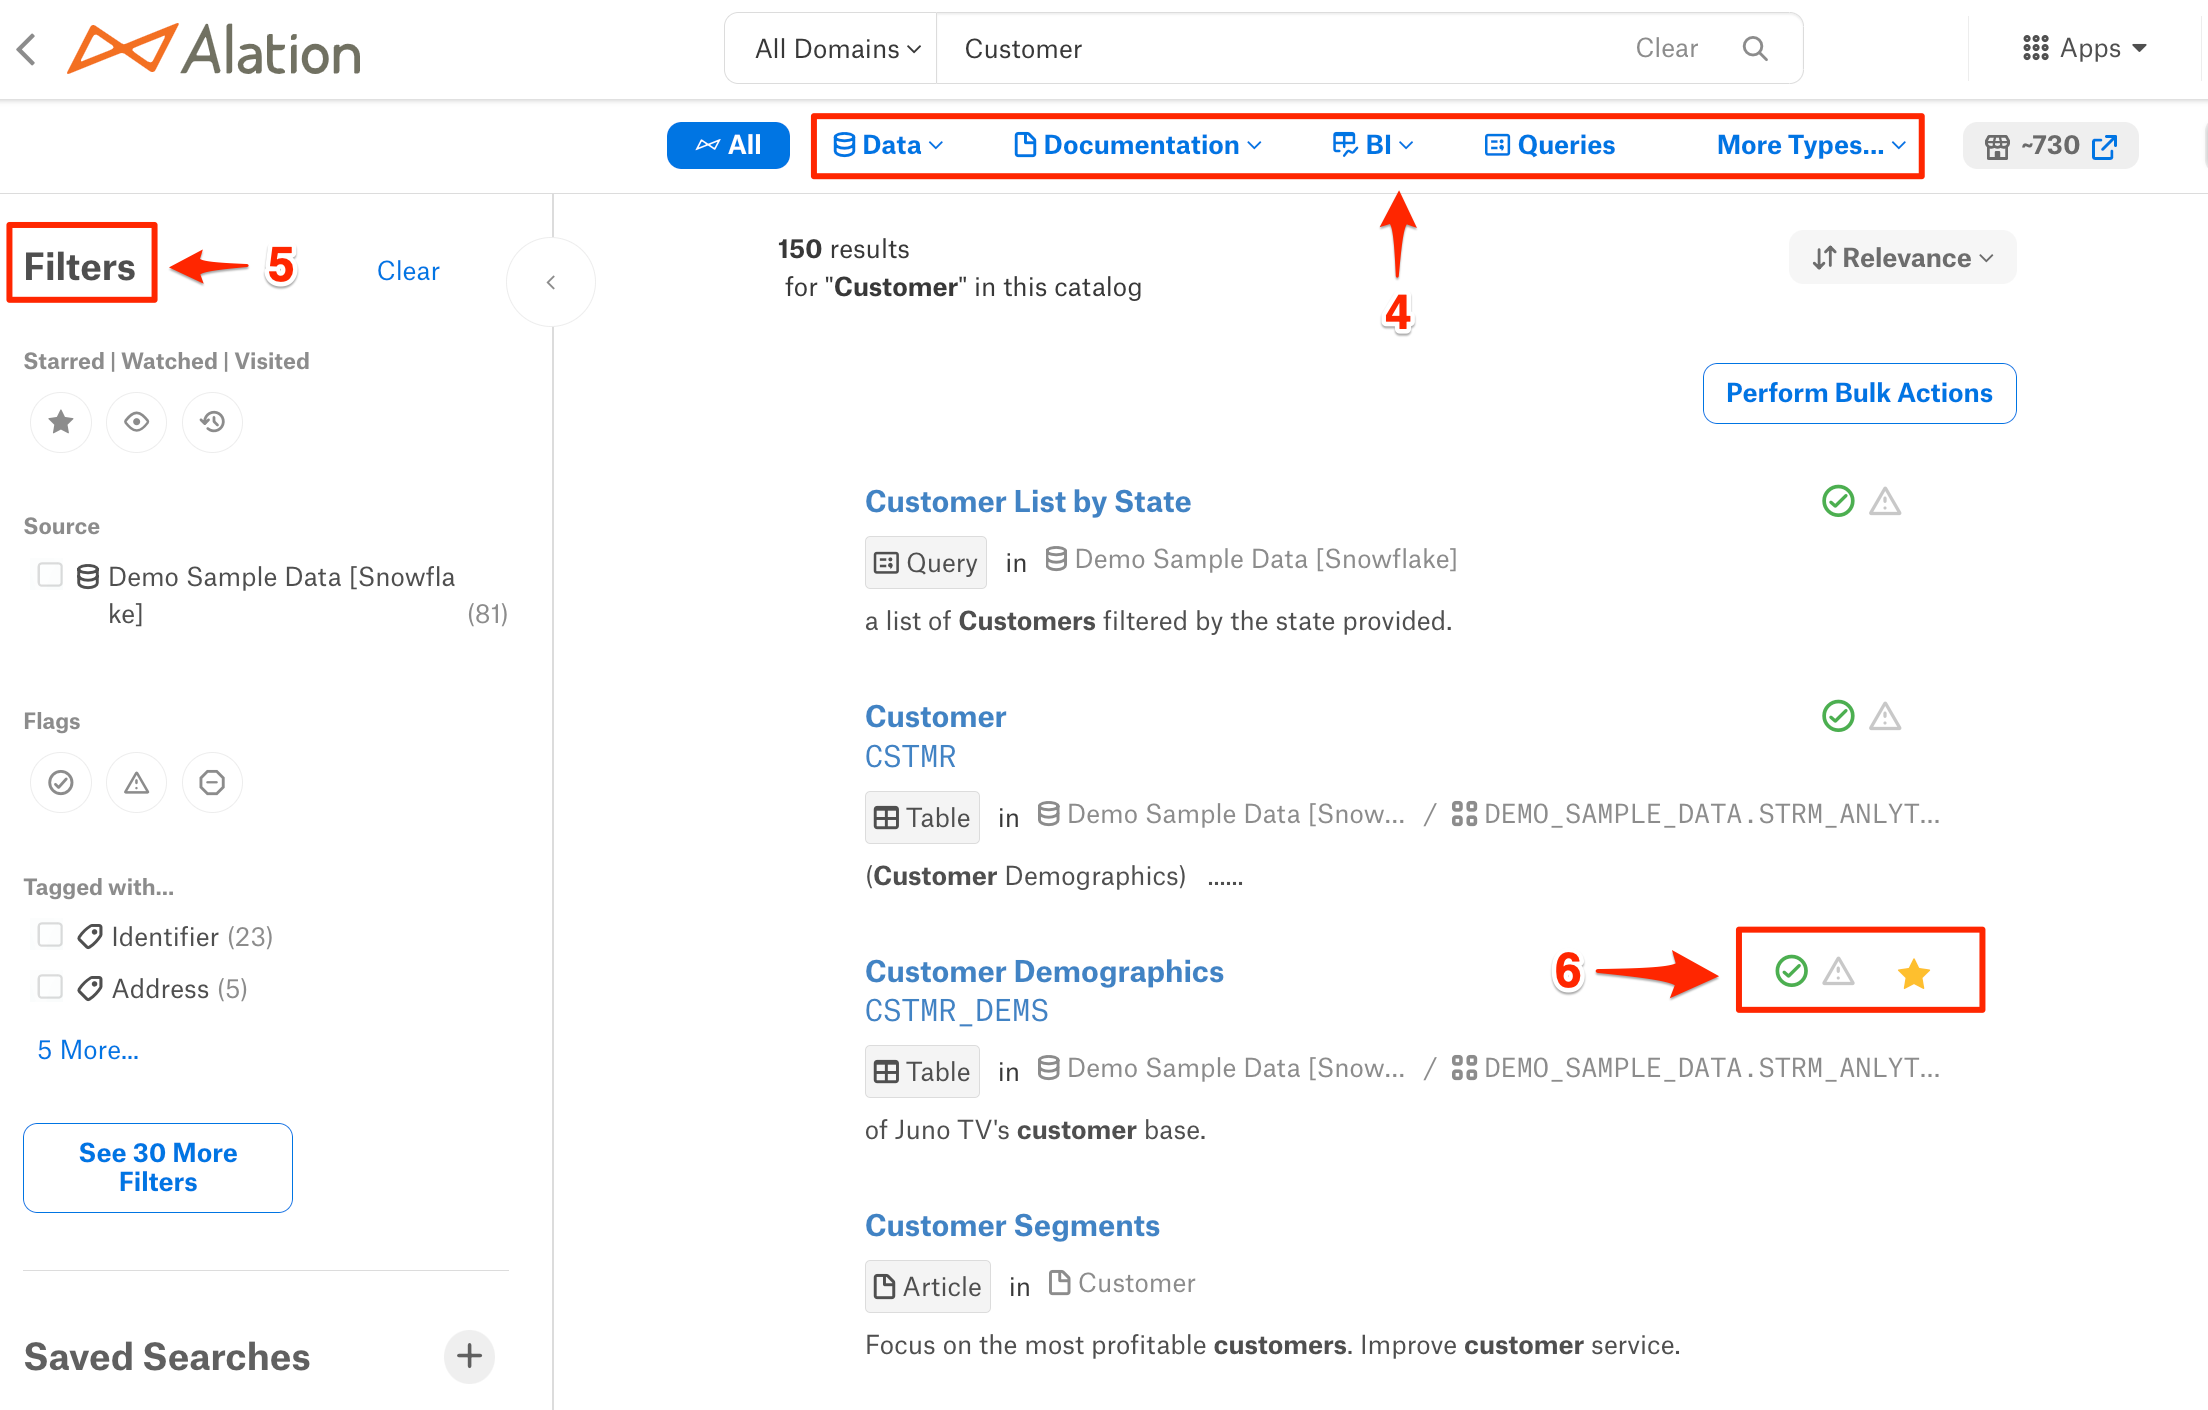 Alation
All Domains
Customer
Clear
Apps
All
Data
Documentation
BI
Queries
More Types...
~730
Filters
5
Clear
4
150 results
for "Customer" in this catalog
Relevance
Starred | Watched | Visited
Perform Bulk Actions
Source
Demo Sample Data [Snowfla
ke]
(81)
Flags
Tagged with...
Identifier (23)
Address (5)
5 More...
See 30 More
Filters
Saved Searches
Customer List by State
Query in Demo Sample Data [Snowflake]
a list of Customers filtered by the state provided.
Customer
CSTMR
Table in Demo Sample Data [Snow... / DEMO_SAMPLE_DATA.STRM_ANLYT...
(Customer Demographics) ......
Customer Demographics
6
CSTMR_DEMS
Table in Demo Sample Data [Snow... / DEMO_SAMPLE_DATA.STRM_ANLYT...
of Juno TV's customer base.
Customer Segments
Article in Customer
Focus on the most profitable customers. Improve customer service.